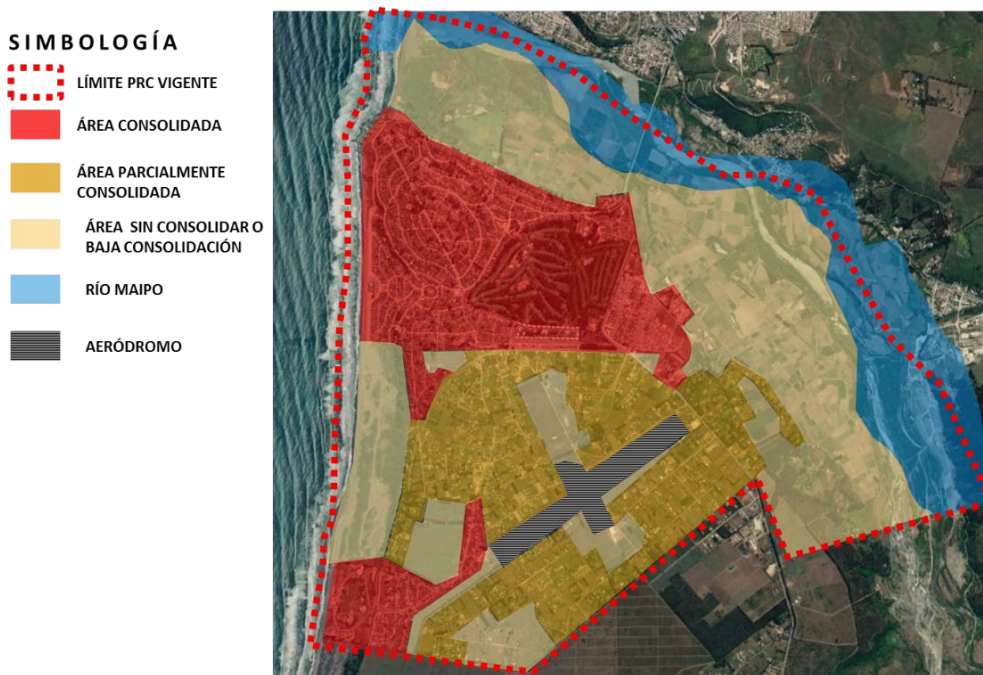 SIMBOLOGÍA
LÍMITE PRC VIGENTE
ÁREA CONSOLIDADA
ÁREA PARCIALMENTE
CONSOLIDADA
ÁREA SIN CONSOLIDAR O
BAJA CONSOLIDACIÓN
RÍO MAIPO
AERÓDROMO